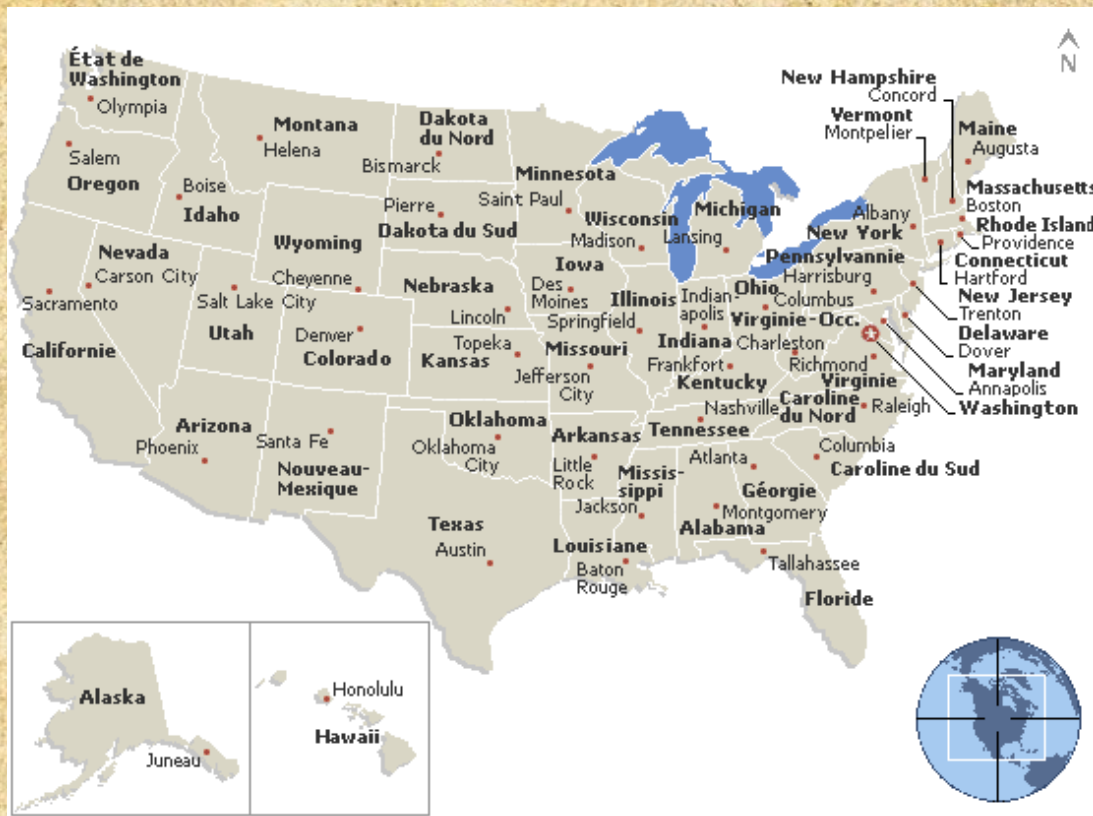 N
État de
Washington
Olympia
Salem
Oregon
Montana
Helena
Boise
Idaho
Dakota
du Nord
Bismarck
Pierre
Dakota du Sud
Wyoming
Cheyenne
Nevada
Carson City
Sacramento
Californie
Salt Lake City
Utah
Denver
Colorado
Nebraska
Lincoln
Topeka
Kansas
Minnesota
Saint Paul
Wisconsin
Madison
Michigan
Lansing
Iowa
Des
Moines
Illinois
Springfield
Indian-
apolis
Indiana
Ohio
Columbus
Missouri
Jefferson
City
Frankfort
Kentucky
Virginie-Occ.
Charleston
Richmond
Virginie
New Hampshire
Concord
Vermont
Montpelier
Maine
Augusta
Massachusetts
Boston
Rhode Island
Providence
Connecticut
Hartford
Albany
New York
Pennsylvannie
Harrisburg
New Jersey
Trenton
Delaware
Dover
Maryland
Annapolis
Washington
Caroline
du Nord
Raleigh
Nashville
Tennessee
Columbia
Caroline du Sud
Arizona
Phoenix
Santa Fe
Nouveau-
Mexique
Oklahoma
Oklahoma
City
Arkansas
Little
Rock
Missis-
sippi
Jackson
Atlanta
Géorgie
Montgomery
Alabama
Texas
Austin
Louisiane
Baton
Rouge
Tallahassee
Floride
Alaska
Juneau
Honolulu
Hawaii